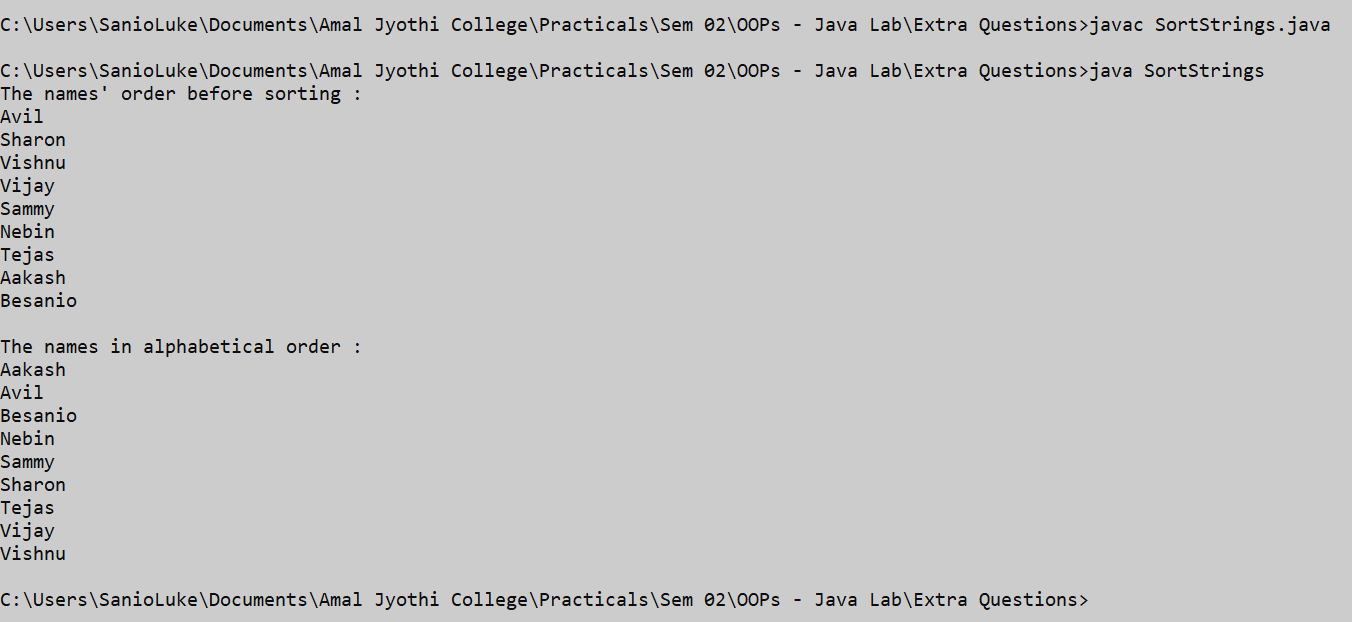 C:\Users\SanioLuke\Documents\Amal Jyothi College\Practicals\Sem 02\OOPs - Java Lab\Extra Questions>javac SortStrings.java
C:\Users\SanioLuke\Documents\Amal Jyothi College\Practicals\Sem 02\OOPs - Java Lab\Extra Questions>java SortStrings
The names' order before sorting :
Avil
Sharon
Vishnu
Vijay
Sammy
Nebin
Tejas
Aakash
Besanio
The names in alphabetical order :
Aakash
Avil
Besanio
Nebin
Sammy
Sharon
Tejas
Vijay
Vishnu
C:\Users\SanioLuke\Documents\Amal Jyothi College\Practicals\Sem 02\OOPs - Java Lab\Extra Questions>